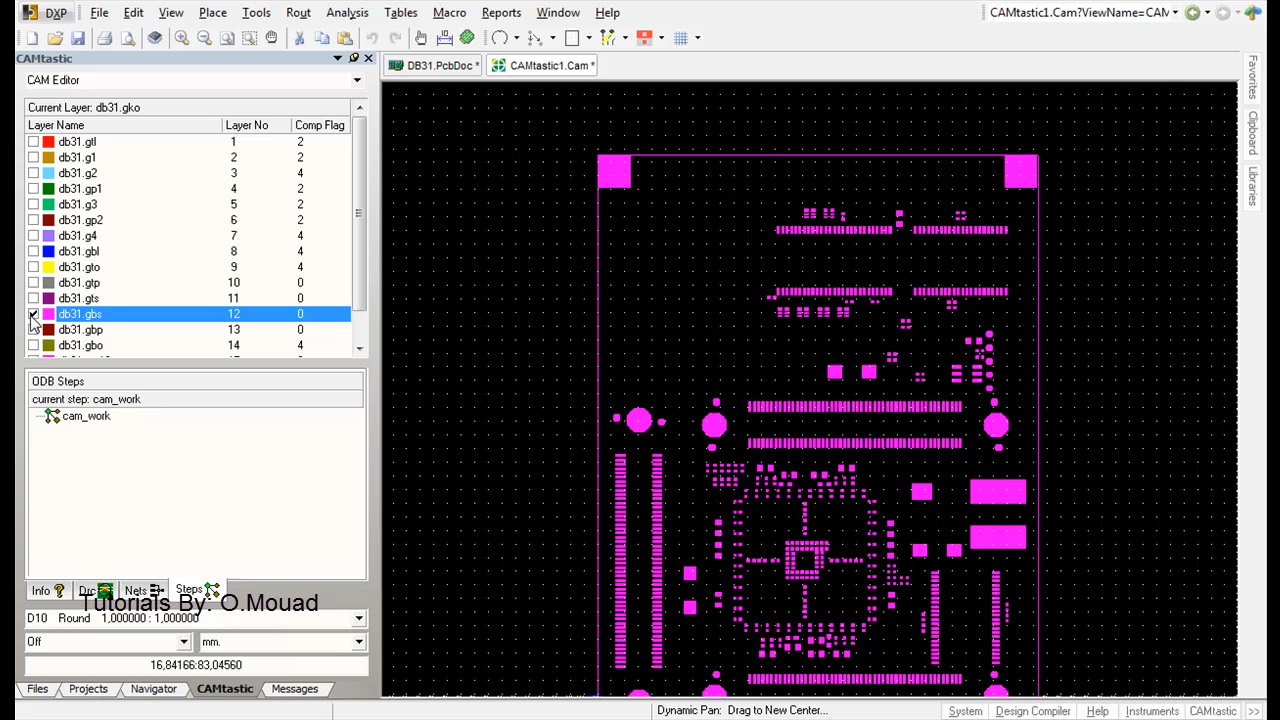 DXP File Edit View Place Tools Rout Analysis Tables Macro Reports Window Help CAMtastic1.Cam?ViewName=CAM
CAMtastic
DB31.PcbDoc * CAMtastic1.Cam *
CAM Editor
Current Layer: db31.gko
Layer Name Layer No Comp Flag
db31.gtl 1 2
db31.g1 2 2
db31.g2 3 4
db31.gp1 4 2
db31.g3 5 2
db31.gp2 6 2
db31.g4 7 4
db31.gbl 8 4
db31.gto 9 4
db31.gtp 10 0
db31.gts 11 0
db31.gbs 12 0
db31.gbp 13 0
db31.gbo 14 4
ODB Steps
current step: cam_work
cam_work
Info Drc Nets Steps
Tutorials By: O Mourad
D10 Round
Off mm.
16,84166:83,04560
Files Projects Navigator CAMtastic Messages
Dynamic Pan: Drag to New Center... System Design Compiler Help Instruments CAMtastic >>
Favorites
Clipboard
Libraries